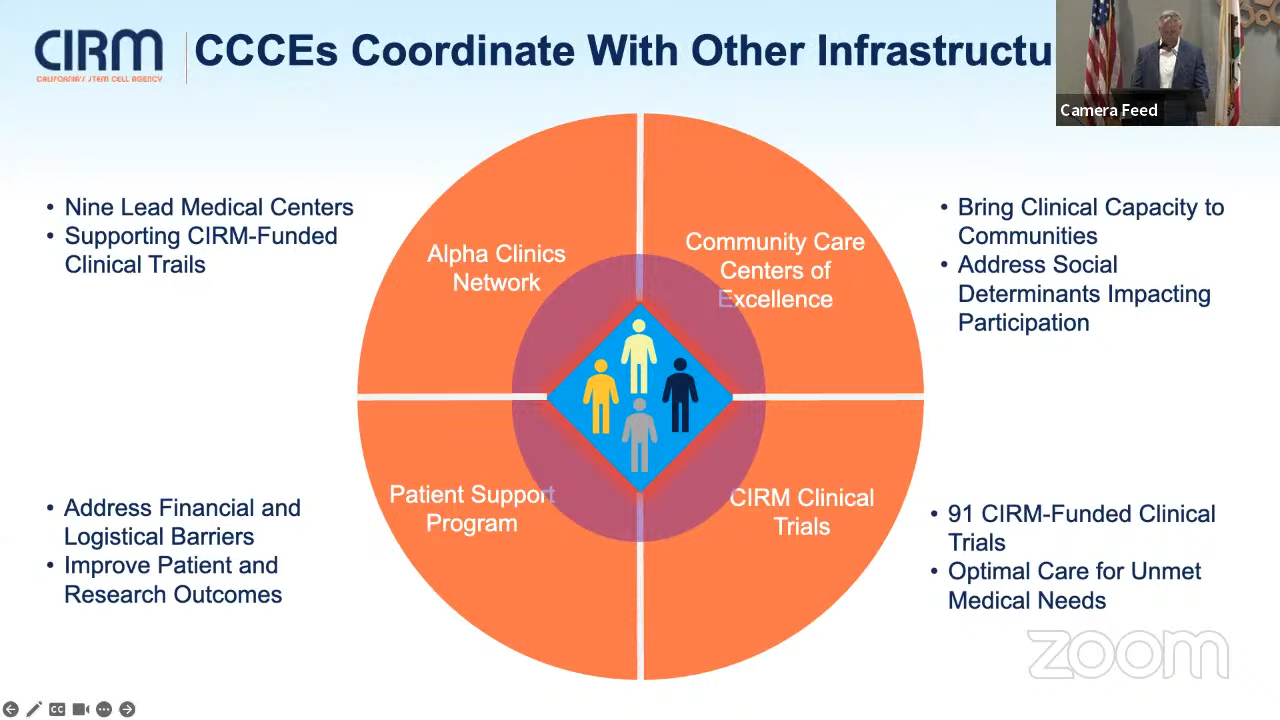 CIRM
CALIFORNIA'S STEM CELL AGENCY
CCCEs Coordinate With Other Infrastructu
Camera Feed
• Nine Lead Medical Centers
• Supporting CIRM-Funded
Clinical Trails
Alpha Clinics
Network
Community Care
Centers of
Excellence
• Bring Clinical Capacity to
Communities
• Address Social
Determinants Impacting
Participation
• Address Financial and
Logistical Barriers
• Improve Patient and
Research Outcomes
Patient Support
Program
CIRM Clinical
Trials
• 91 CIRM-Funded Clinical
Trials
• Optimal Care for Unmet
Medical Needs
zoom
CC